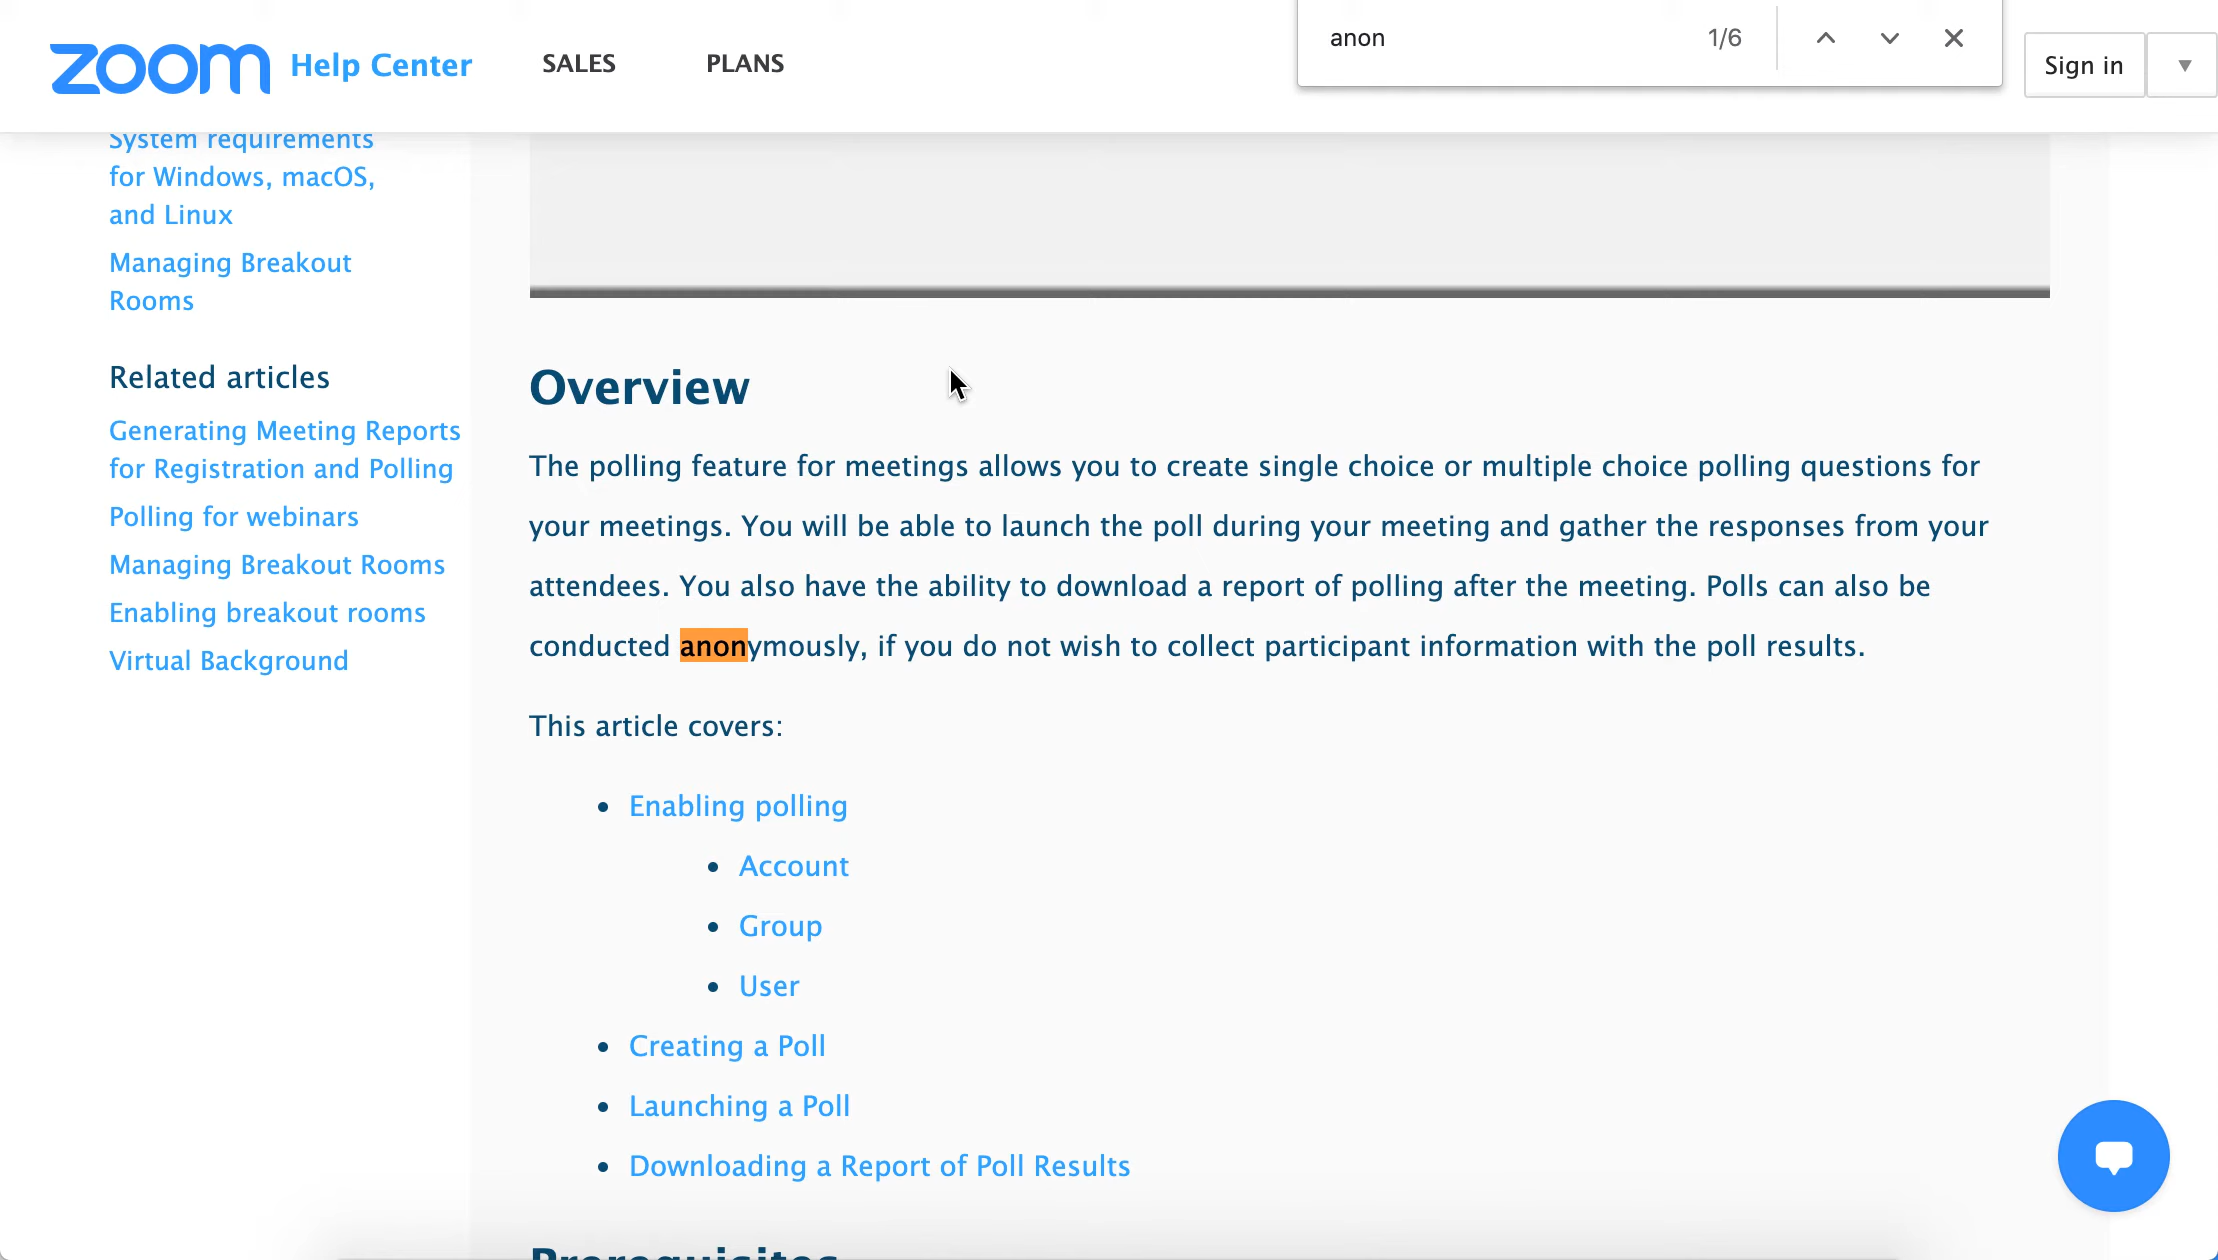 zoom Help Center SALES PLANS
anon 1/6
Sign in ▼
System requirements
for Windows, macOS,
and Linux
Managing Breakout
Rooms
Related articles
Generating Meeting Reports
for Registration and Polling
Polling for webinars
Managing Breakout Rooms
Enabling breakout rooms
Virtual Background
Overview
The polling feature for meetings allows you to create single choice or multiple choice polling questions for
your meetings. You will be able to launch the poll during your meeting and gather the responses from your
attendees. You also have the ability to download a report of polling after the meeting. Polls can also be
conducted anonymously, if you do not wish to collect participant information with the poll results.
This article covers:
• Enabling polling
• Account
• Group
• User
• Creating a Poll
• Launching a Poll
• Downloading a Report of Poll Results
Prerequisites